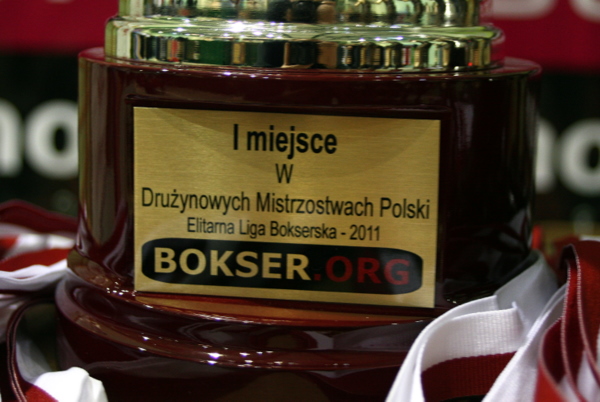 I miejsce
W
Drużynowych Mistrzostwach Polski
Elitarna Liga Bokserska - 2011
BOKSER.ORG